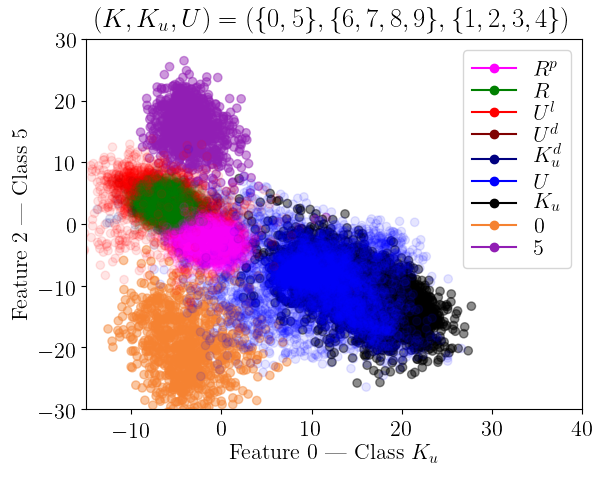 (K, K_u, U) = ({0, 5}, {6, 7, 8, 9}, {1, 2, 3, 4})
30
20
10
0
−10
−20
−30
Feature 2 — Class 5
R^p
R
U^l
U^d
K_u^d
U
K_u
0
5
−10
0
10
20
30
40
Feature 0 — Class K_u